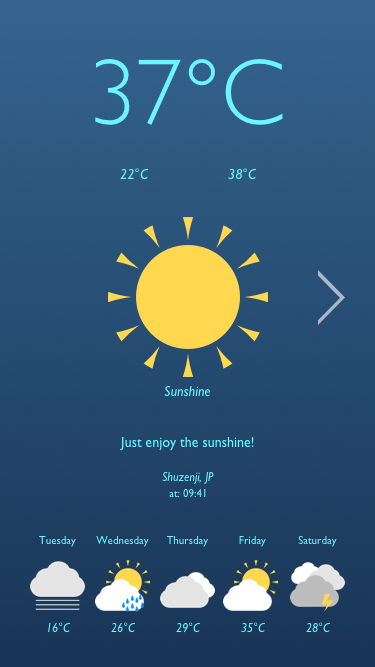 37°C
22°C 38°C
Sunshine
Just enjoy the sunshine!
Shuzenji, JP
at: 09:41
Tuesday Wednesday Thursday Friday Saturday
16°C 26°C 29°C 35°C 28°C